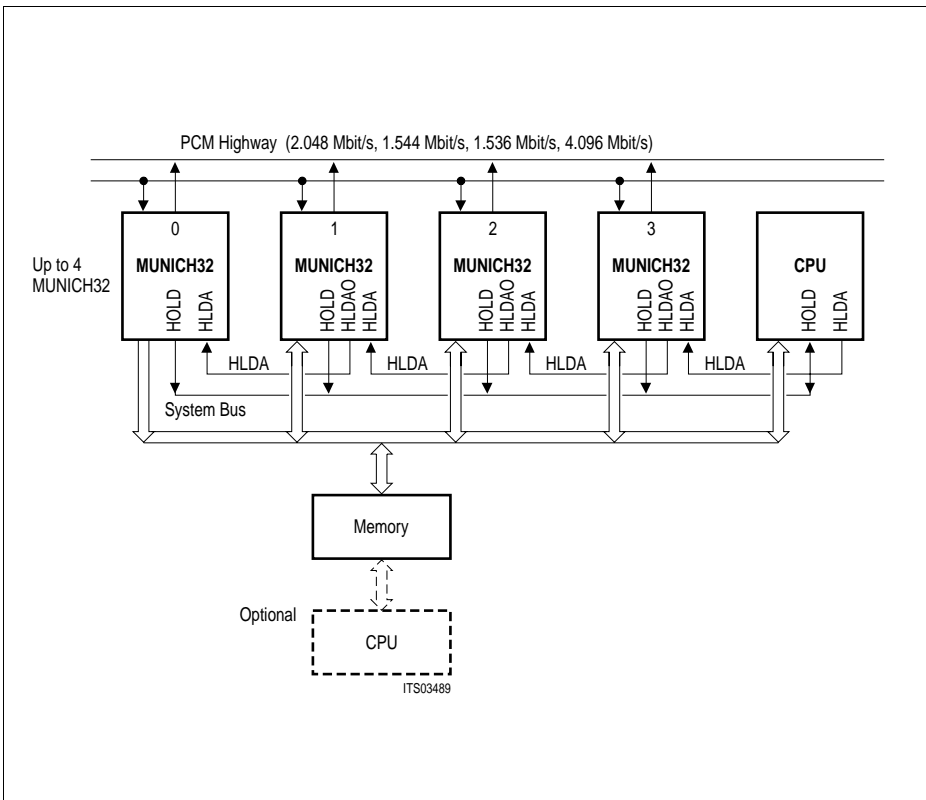 PCM Highway (2.048 Mbit/s, 1.544 Mbit/s, 1.536 Mbit/s, 4.096 Mbit/s)
0
1
2
3
Up to 4
MUNICH32
MUNICH32
MUNICH32
MUNICH32
MUNICH32
CPU
HOLD
HLDA
HOLD
HLDAO
HLDA
HOLD
HLDAO
HLDA
HOLD
HLDAO
HLDA
HOLD
HLDA
HLDA
HLDA
HLDA
HLDA
System Bus
Memory
Optional
CPU
ITS03489